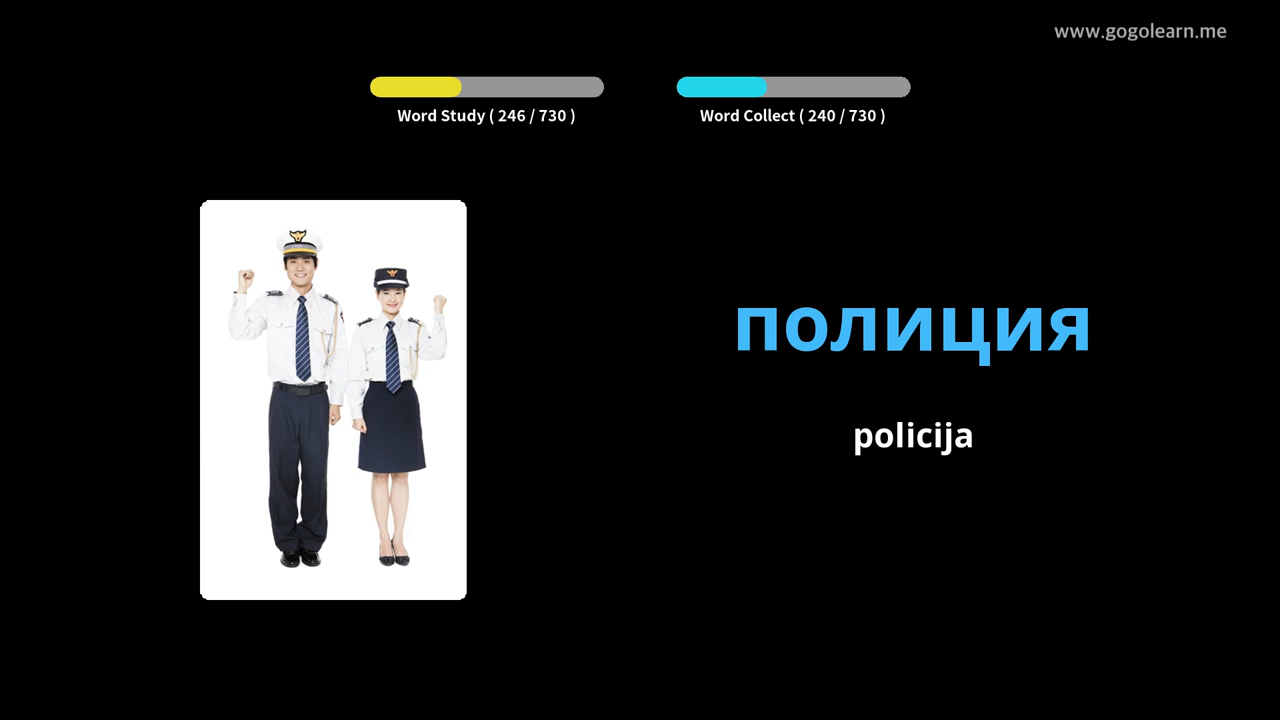 www.gogolearn.me
Word Study ( 246 / 730 )
Word Collect ( 240 / 730 )
полиция
policija